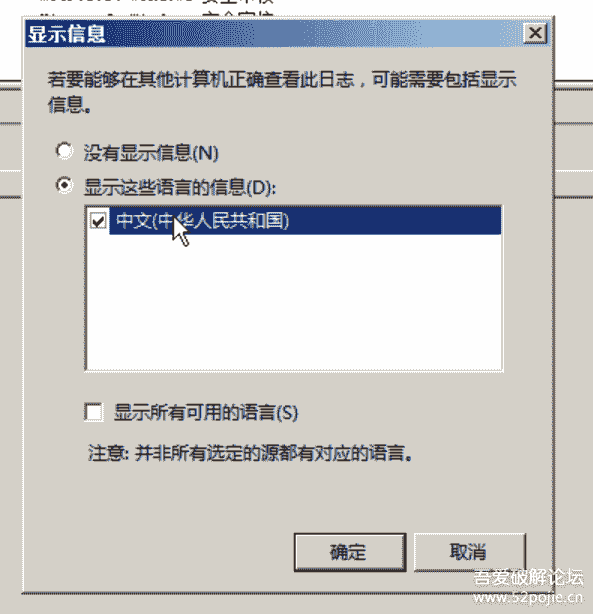 显示信息
若要能够在其他计算机正确查看此日志，可能需要包括显示
信息。
没有显示信息(N)
显示这些语言的信息(D):
中文(中华人民共和国)
显示所有可用的语言(S)
注意: 并非所有选定的源都有对应的语言。
确定
取消
吾爱破解论坛
www.52pojie.cn